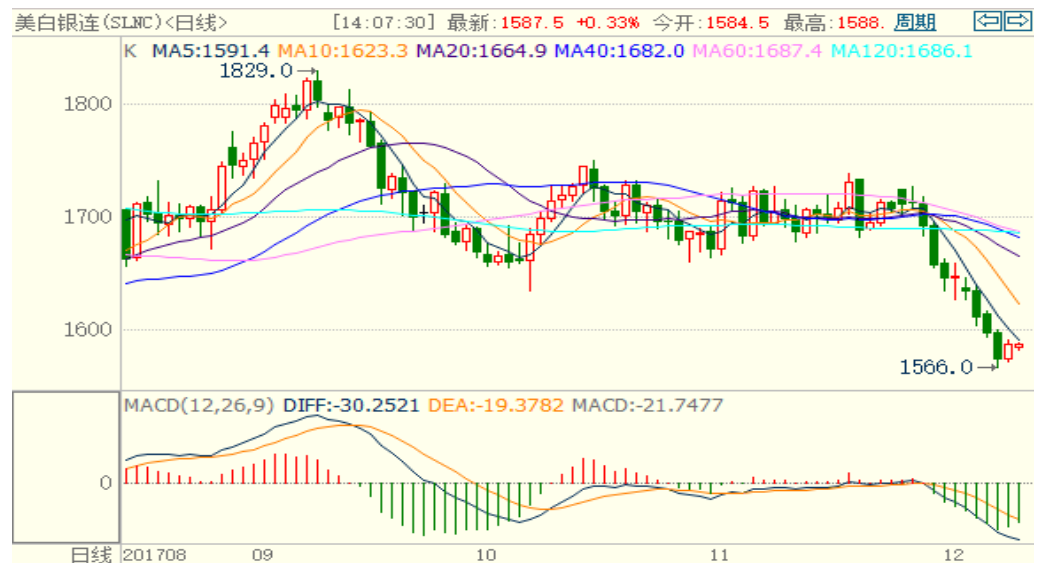 美白银连(SLNC)<日线> [14:07:30] 最新:1587.5 +0.33% 今开:1584.5 最高:1588. 周期
K MA5:1591.4 MA10:1623.3 MA20:1664.9 MA40:1682.0 MA60:1687.4 MA120:1686.1
1829.0
1800
1700
1600
1566.0
MACD(12,26,9) DIFF:-30.2521 DEA:-19.3782 MACD:-21.7477
0
日线 201708 09 10 11 12